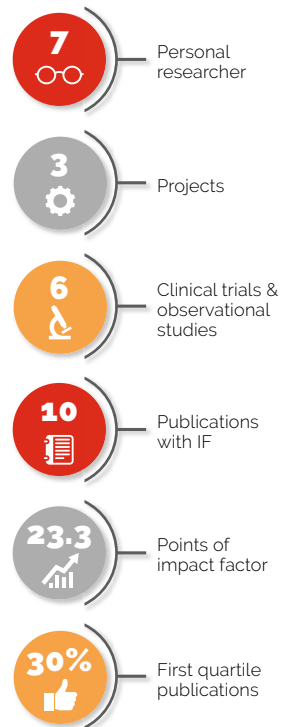 7
Personal
researcher
3
Projects
6
Clinical trials &
observational
studies
10
Publications
with IF
23.3
Points of
impact factor
30%
First quartile
publications